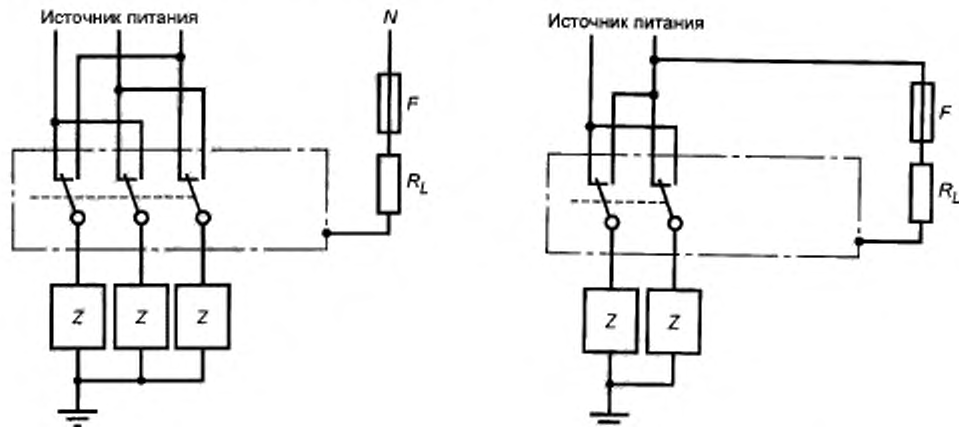 Источник питания
N
F
R_L
Z Z Z
Источник питания
F
R_L
Z Z